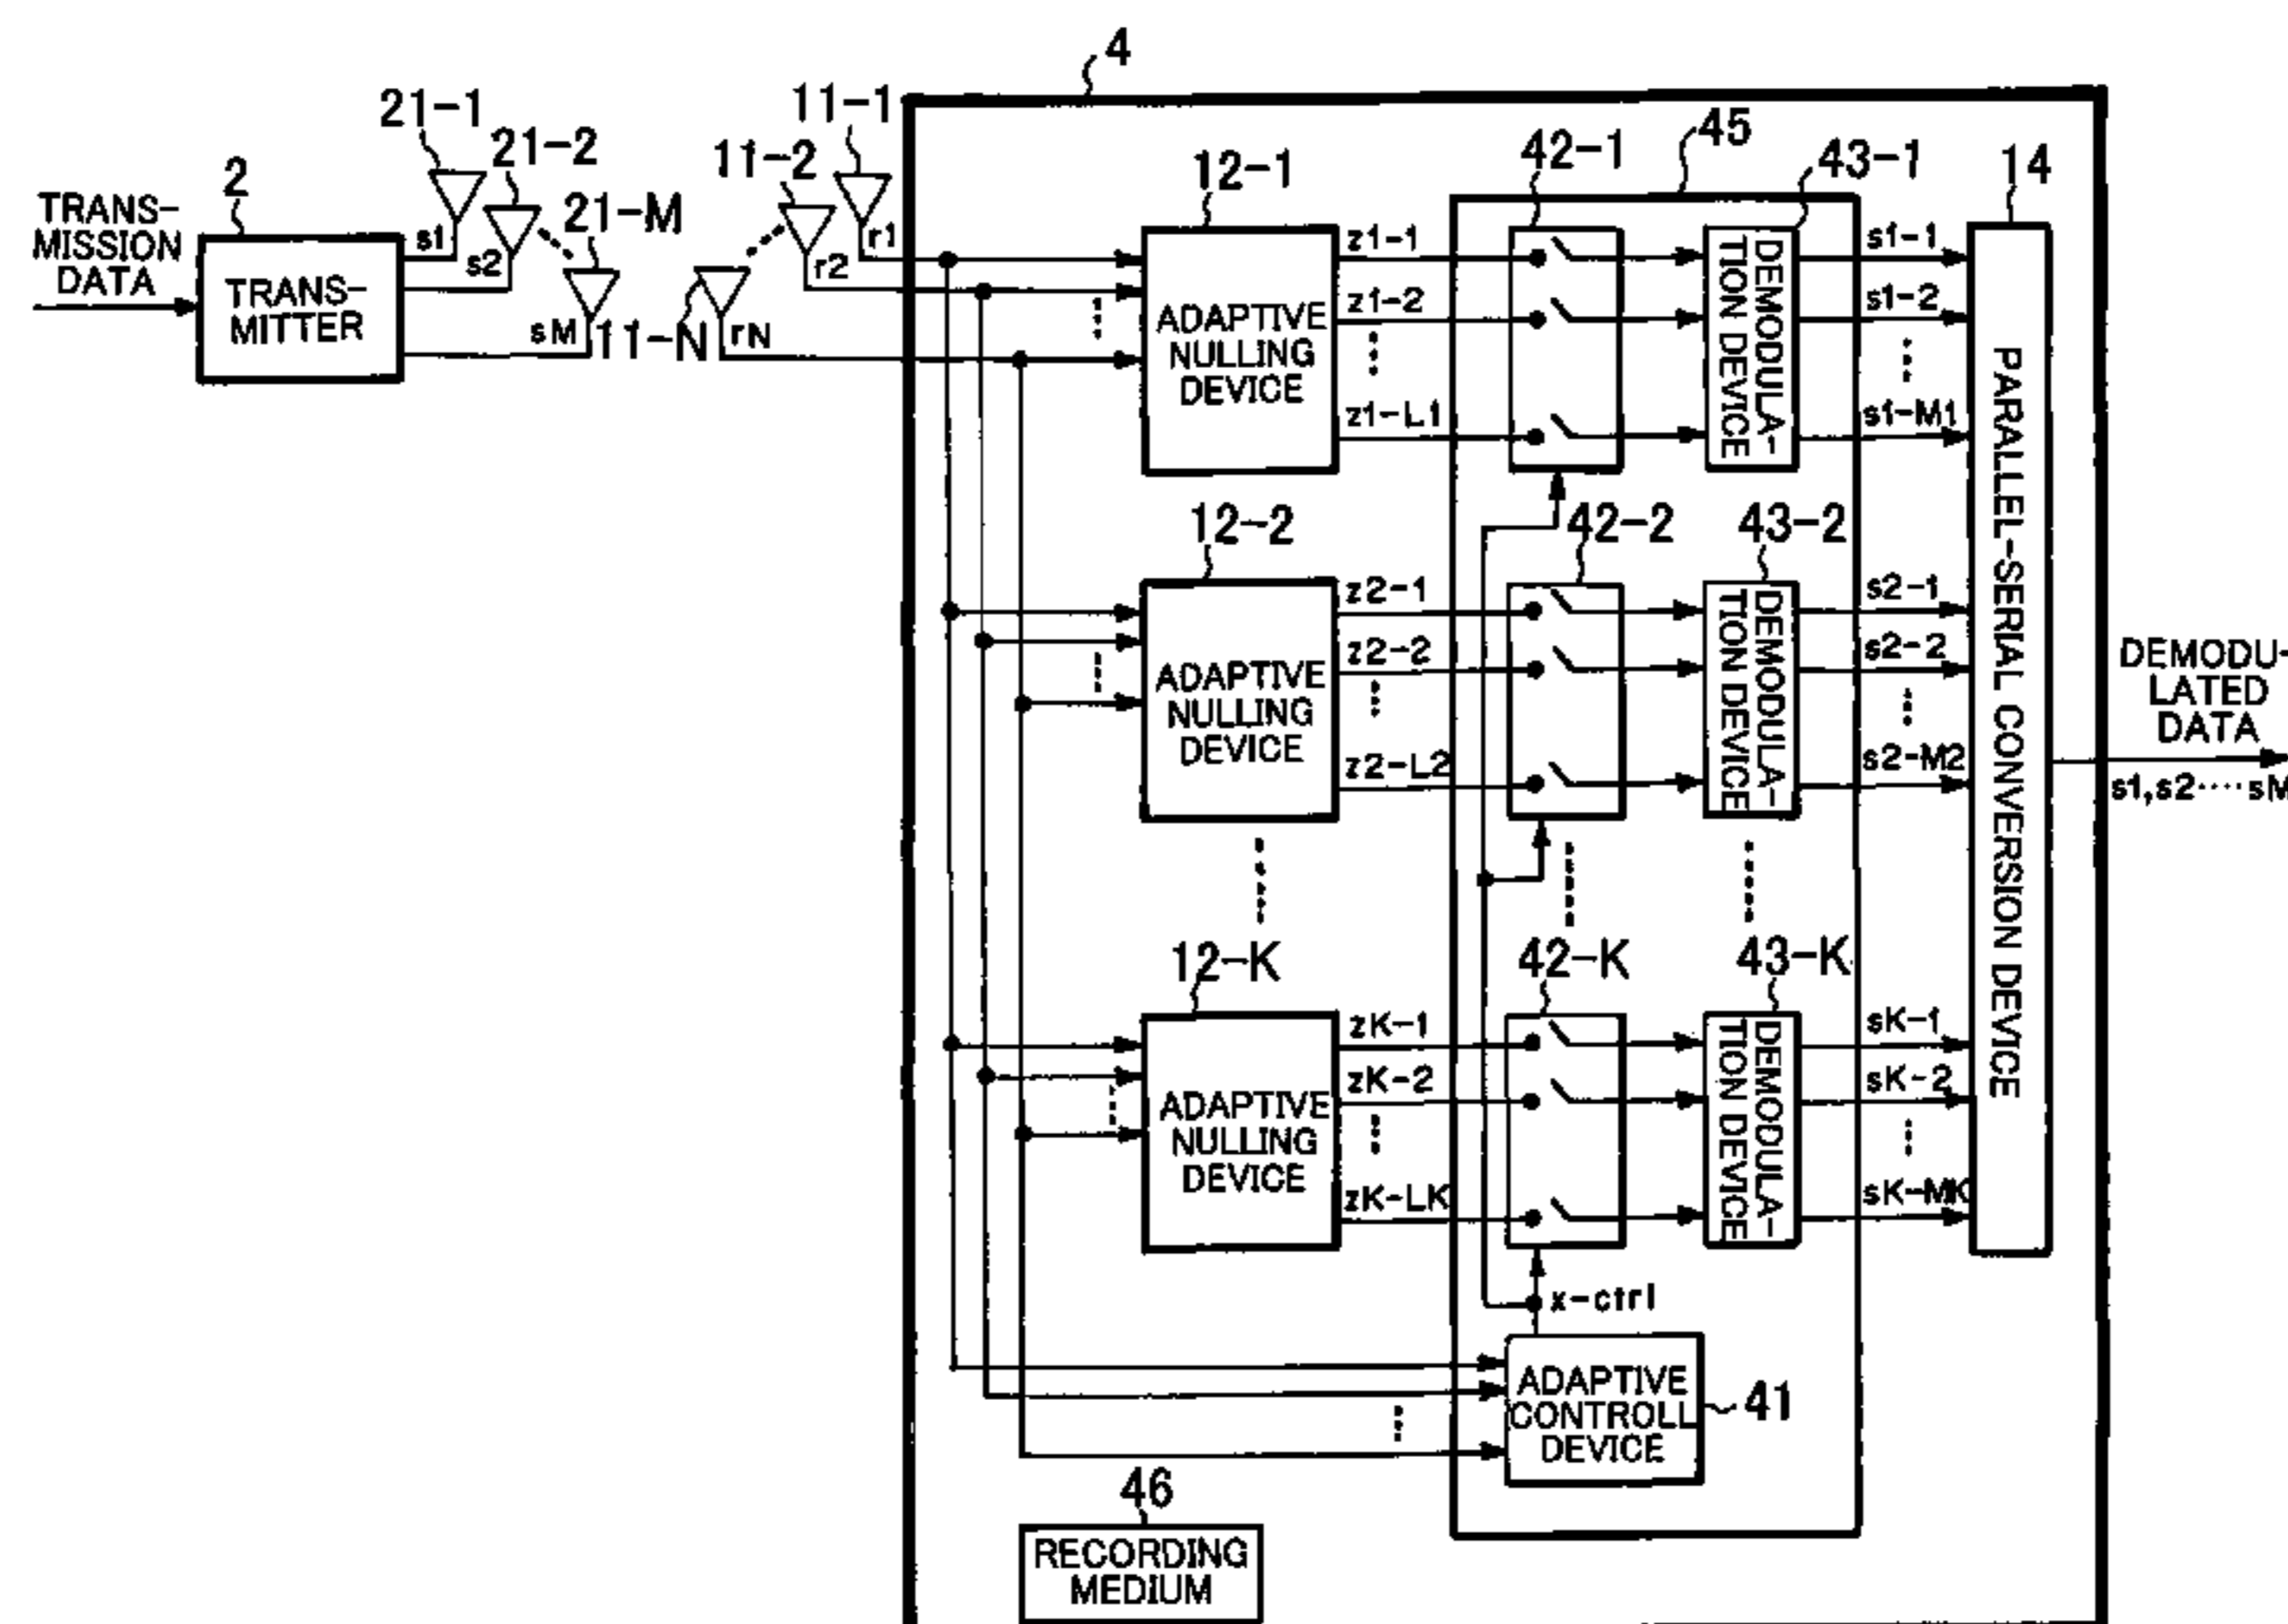 4
21-1
21-2
21-M
11-1
11-2
11-N
2
TRANS-
MISSION
DATA
TRANS-
MITTER
s1
s2
sM
r1
r2
rN
12-1
ADAPTIVE
NULLING
DEVICE
z1-1
z1-2
z1-L1
45
42-1
43-1
DEMODULA-
TION DEVICE
s1-1
s1-2
s1-M1
14
PARALLEL-SERIAL CONVERSION DEVICE
12-2
ADAPTIVE
NULLING
DEVICE
z2-1
z2-2
z2-L2
42-2
43-2
DEMODULA-
TION DEVICE
s2-1
s2-2
s2-M2
DEMODU-
LATED
DATA
s1,s2····sM
12-K
ADAPTIVE
NULLING
DEVICE
zK-1
zK-2
zK-LK
42-K
43-K
DEMODULA-
TION DEVICE
sK-1
sK-2
sK-MK
x-ctrl
ADAPTIVE
CONTROLL
DEVICE
41
46
RECORDING
MEDIUM